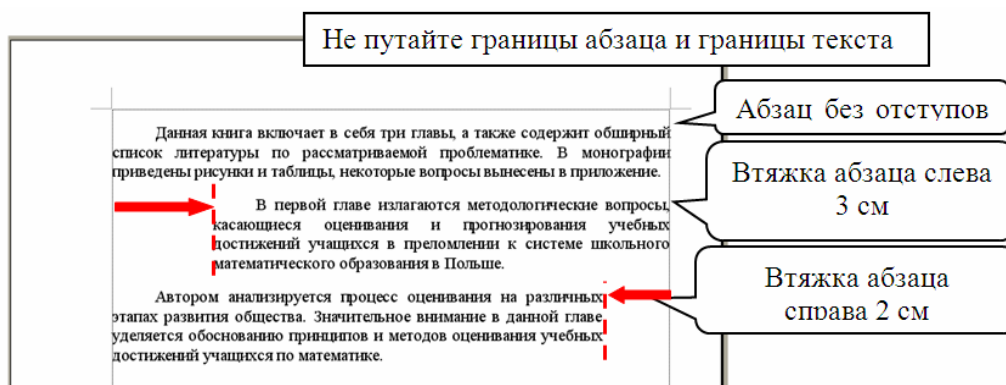 Не путайте границы абзаца и границы текста
Абзац без отступов
Данная книга включает в себя три главы, а также содержит обширный
список литературы по рассматриваемой проблематике. В монографии
приведены рисунки и таблицы, некоторые вопросы вынесены в приложение.
Втяжка абзаца слева
3 см
В первой главе излагаются методологические вопросы,
касающиеся оценивания и прогнозирования учебных
достижений учащихся в преломлении к системе школьного
математического образования в Польше.
Втяжка абзаца
справа 2 см
Автором анализируется процесс оценивания на различных
этапах развития общества. Значительное внимание в данной главе
уделяется обоснованию принципов и методов оценивания учебных
достижений учащихся по математике.